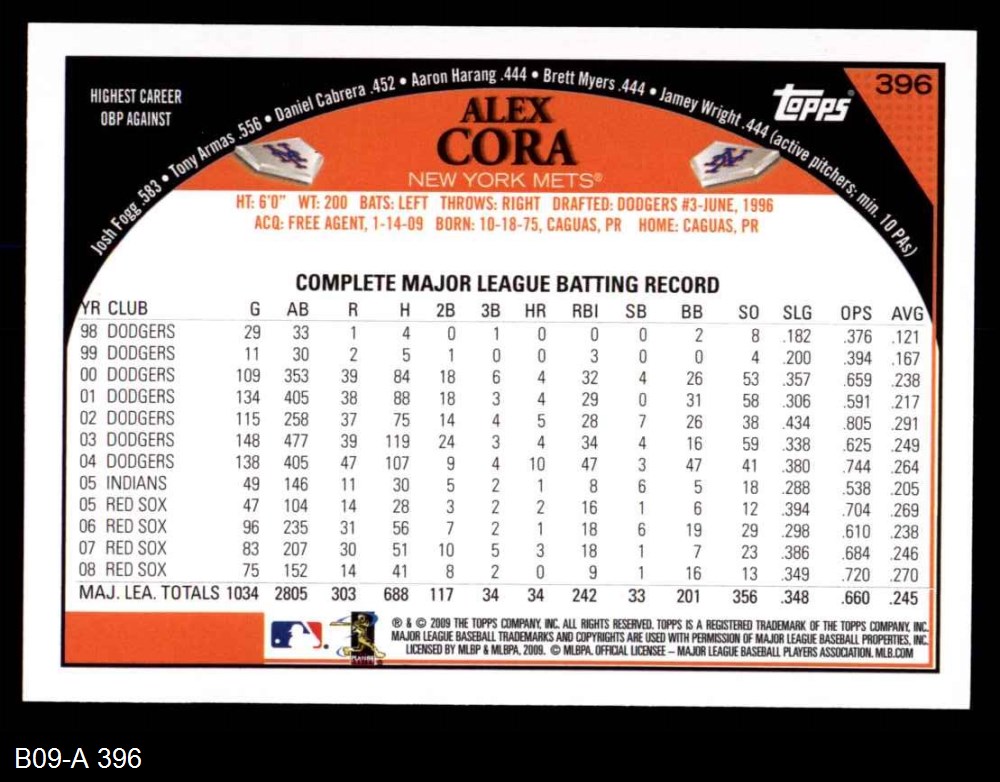 396
topps®
HIGHEST CAREER
OBP AGAINST
Josh Fogg .583 • Tony Armas .556 • Daniel Cabrera .452 • Aaron Harang .444 • Brett Myers .444 • Jamey Wright .444 (active pitchers; min. 10 PAs)
ALEX
CORA
NEW YORK METS®
HT: 6'0" WT: 200 BATS: LEFT THROWS: RIGHT DRAFTED: DODGERS #3-JUNE, 1996
ACQ: FREE AGENT, 1-14-09 BORN: 10-18-75, CAGUAS, PR HOME: CAGUAS, PR
COMPLETE MAJOR LEAGUE BATTING RECORD
YR CLUB G AB R H 2B 3B HR RBI SB BB SO SLG OPS AVG
98 DODGERS 29 33 1 4 0 1 0 0 0 2 8 .182 .376 .121
99 DODGERS 11 30 2 5 1 0 0 3 0 0 4 .200 .394 .167
00 DODGERS 109 353 39 84 18 6 4 32 4 26 53 .357 .659 .238
01 DODGERS 134 405 38 88 18 3 4 29 0 31 58 .306 .591 .217
02 DODGERS 115 258 37 75 14 4 5 28 7 26 38 .434 .805 .291
03 DODGERS 148 477 39 119 24 3 4 34 4 16 59 .338 .625 .249
04 DODGERS 138 405 47 107 9 4 10 47 3 47 41 .380 .744 .264
05 INDIANS 49 146 11 30 5 2 1 8 6 5 18 .288 .538 .205
05 RED SOX 47 104 14 28 3 2 2 16 1 6 12 .394 .704 .269
06 RED SOX 96 235 31 56 7 2 1 18 6 19 29 .298 .610 .238
07 RED SOX 83 207 30 51 10 5 3 18 1 7 23 .386 .684 .246
08 RED SOX 75 152 14 41 8 2 0 9 1 16 13 .349 .720 .270
MAJ. LEA. TOTALS 1034 2805 303 688 117 34 34 242 33 201 356 .348 .660 .245
® & © 2009 THE TOPPS COMPANY, INC. ALL RIGHTS RESERVED. TOPPS IS A REGISTERED TRADEMARK OF THE TOPPS COMPANY, INC.
MAJOR LEAGUE BASEBALL TRADEMARKS AND COPYRIGHTS ARE USED WITH PERMISSION OF MAJOR LEAGUE BASEBALL PROPERTIES, INC.
LICENSED BY MLBP & MLBPA, 2009. © MLBPA. OFFICIAL LICENSEE – MAJOR LEAGUE BASEBALL PLAYERS ASSOCIATION. MLB.COM
B09-A 396